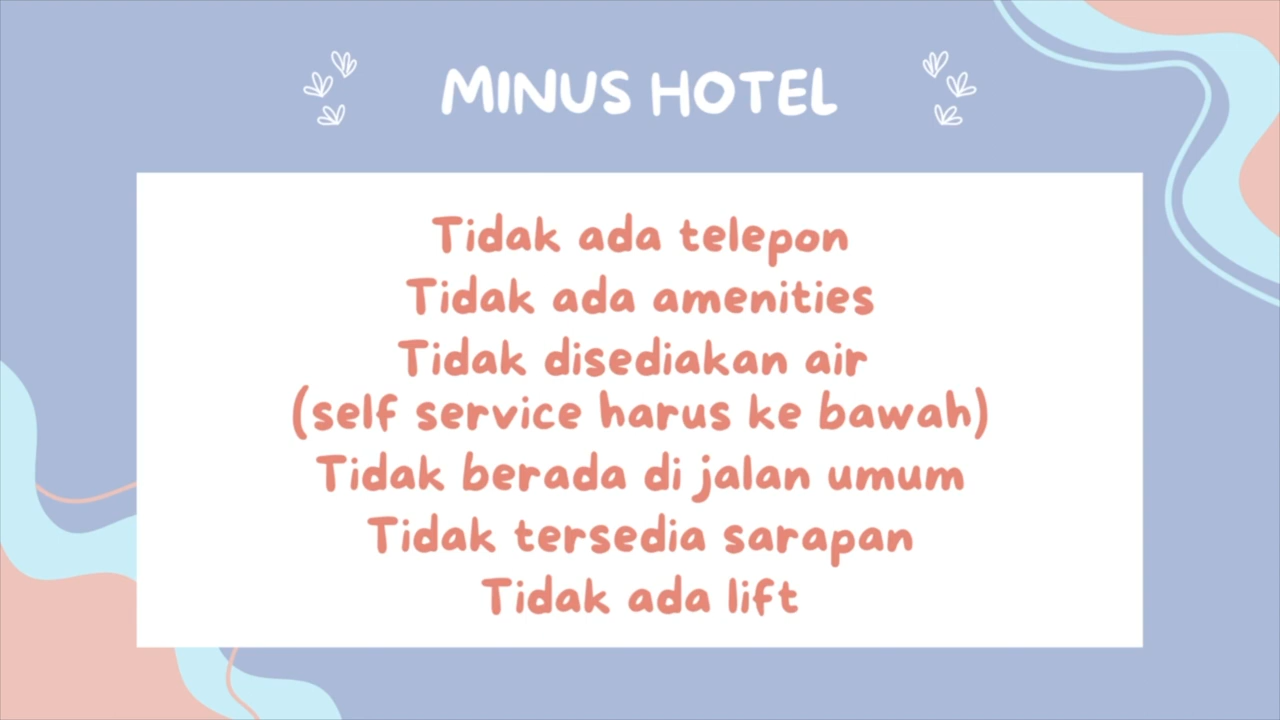 MINUS HOTEL
Tidak ada telepon
Tidak ada amenities
Tidak disediakan air
(self service harus ke bawah)
Tidak berada di jalan umum
Tidak tersedia sarapan
Tidak ada lift